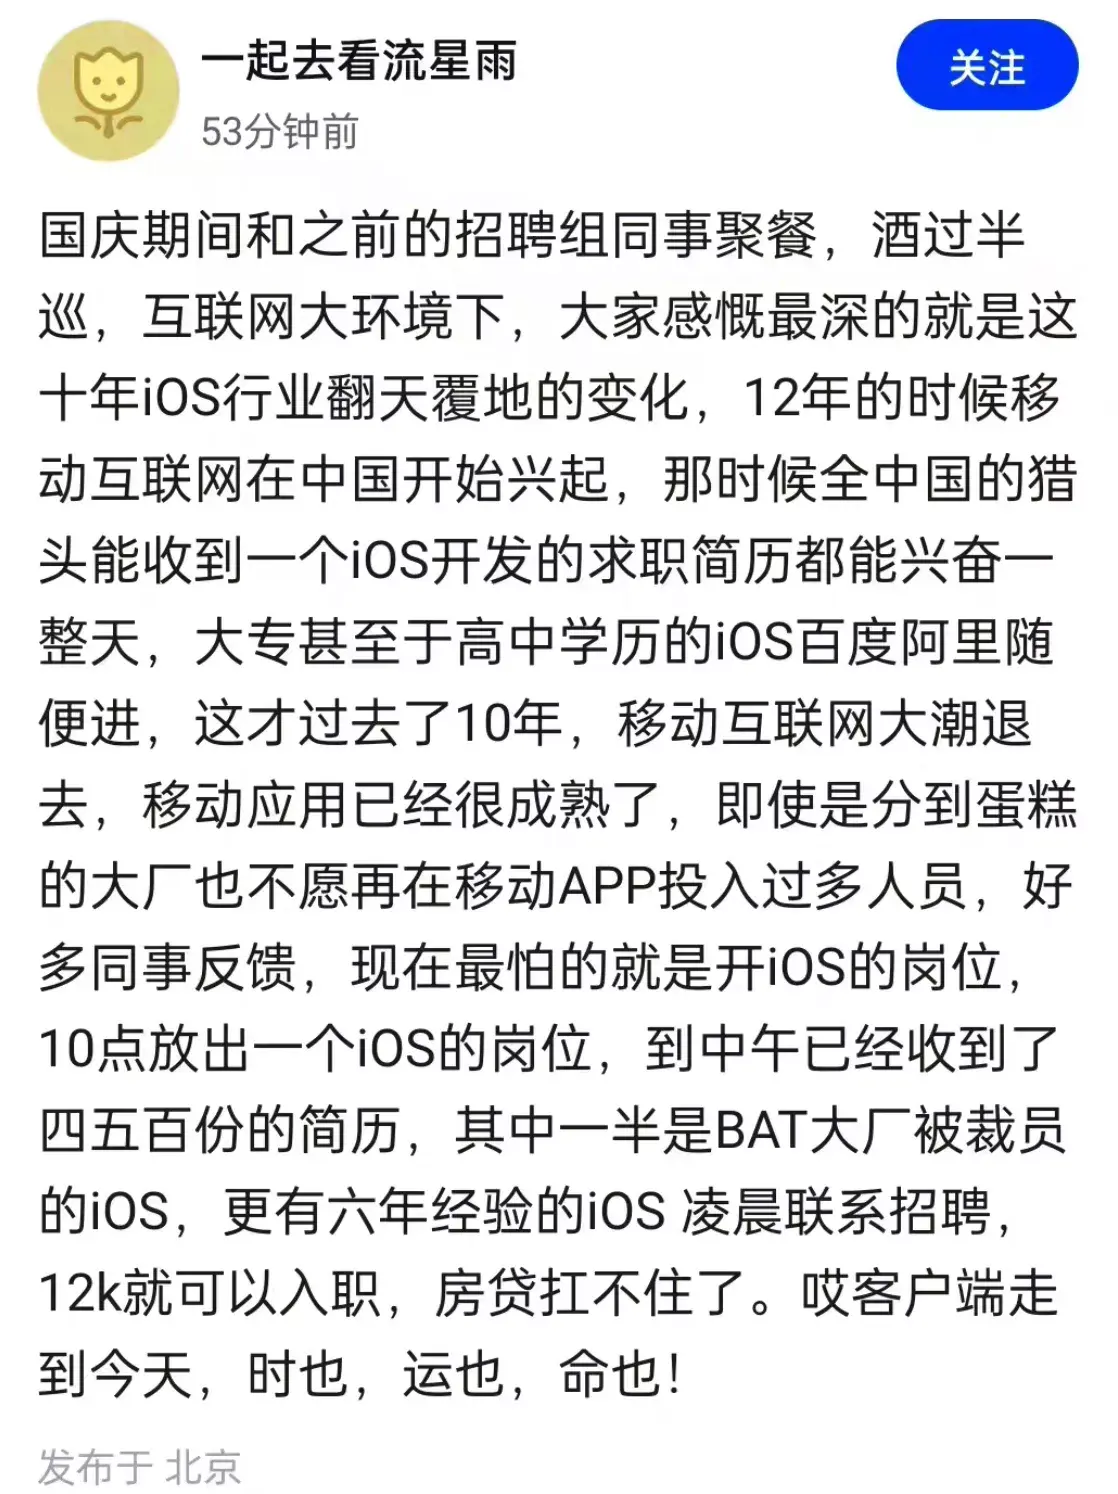 一起去看流星雨
关注
53分钟前
国庆期间和之前的招聘组同事聚餐，酒过半
巡，互联网大环境下，大家感慨最深的就是这
十年iOS行业翻天覆地的变化，12年的时候移
动互联网在中国开始兴起，那时候全中国的猎
头能收到一个iOS开发的求职简历都能兴奋一
整天，大专甚至于高中学历的iOS百度阿里随
便进，这才过去了10年，移动互联网大潮退
去，移动应用已经很成熟了，即使是分到蛋糕
的大厂也不愿再在移动APP投入过多人员，好
多同事反馈，现在最怕的就是开iOS的岗位，
10点放出一个iOS的岗位，到中午已经收到了
四五百份的简历，其中一半是BAT大厂被裁员
的iOS，更有六年经验的iOS 凌晨联系招聘，
12k就可以入职，房贷扛不住了。哎客户端走
到今天，时也，运也，命也！
发布于 北京